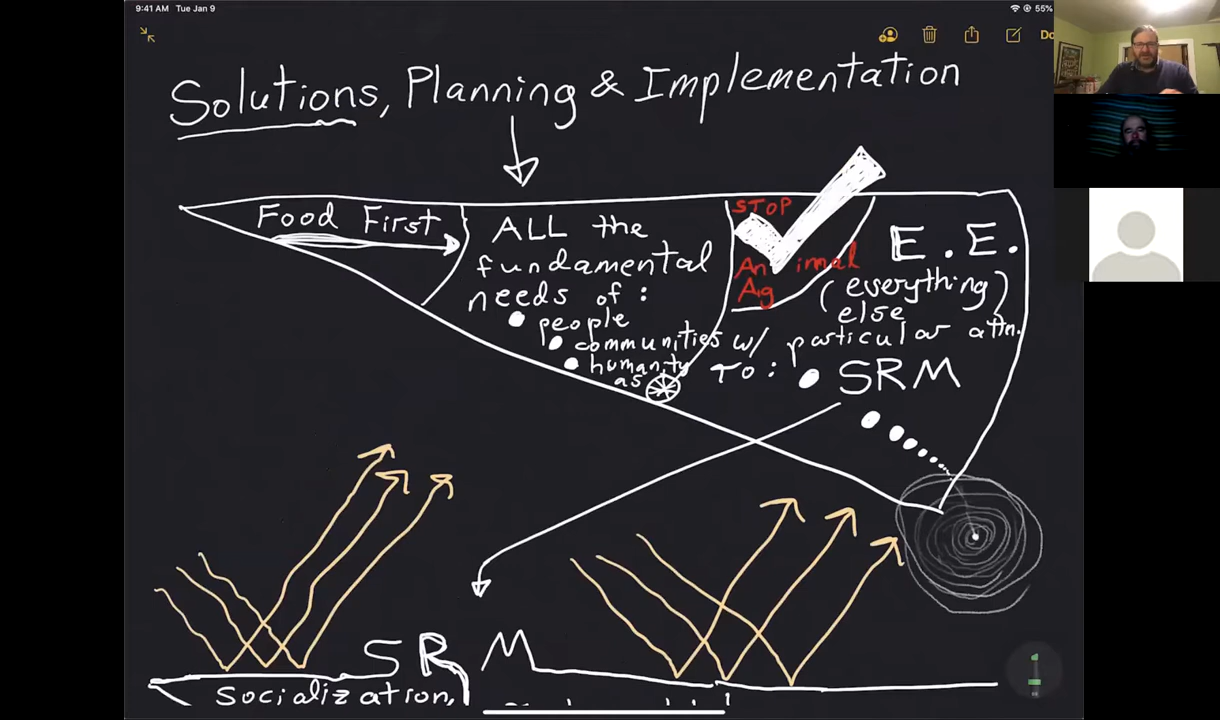 9:41 AM Tue Jan 9
55%
Do
Solutions, Planning & Implementation
Food First
ALL the
fundamental
needs of:
people
communities
humanity
as
STOP
Animal
Ag
E.E.
(everything
else)
w/ particular attn.
To: SRM
SRM
Socialization,